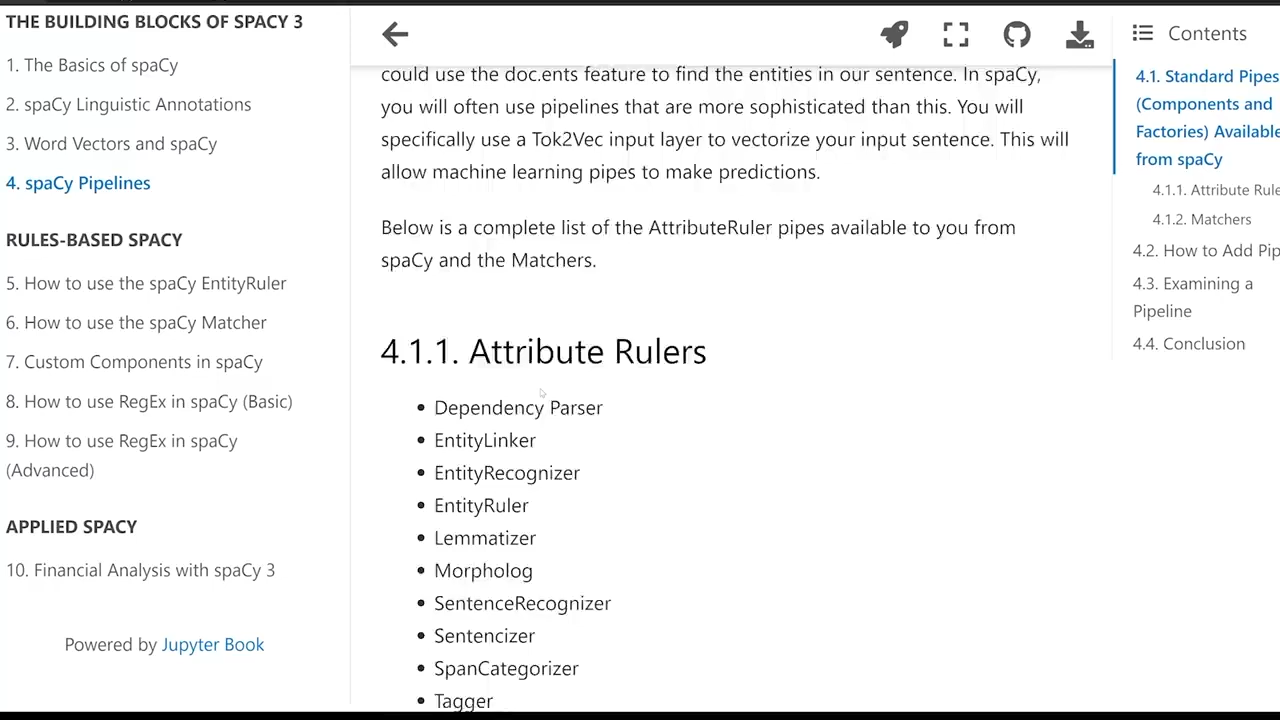 THE BUILDING BLOCKS OF SPACY 3
1. The Basics of spaCy
2. spaCy Linguistic Annotations
3. Word Vectors and spaCy
4. spaCy Pipelines
RULES-BASED SPACY
5. How to use the spaCy EntityRuler
6. How to use the spaCy Matcher
7. Custom Components in spaCy
8. How to use RegEx in spaCy (Basic)
9. How to use RegEx in spaCy
(Advanced)
APPLIED SPACY
10. Financial Analysis with spaCy 3
Powered by Jupyter Book
could use the doc.ents feature to find the entities in our sentence. In spaCy,
you will often use pipelines that are more sophisticated than this. You will
specifically use a Tok2Vec input layer to vectorize your input sentence. This will
allow machine learning pipes to make predictions.
Below is a complete list of the AttributeRuler pipes available to you from
spaCy and the Matchers.
4.1.1. Attribute Rulers
• Dependency Parser
• EntityLinker
• EntityRecognizer
• EntityRuler
• Lemmatizer
• Morpholog
• SentenceRecognizer
• Sentencizer
• SpanCategorizer
• Tagger
Contents
4.1. Standard Pipes
(Components and
Factories) Available
from spaCy
4.1.1. Attribute Rule
4.1.2. Matchers
4.2. How to Add Pip
4.3. Examining a
Pipeline
4.4. Conclusion